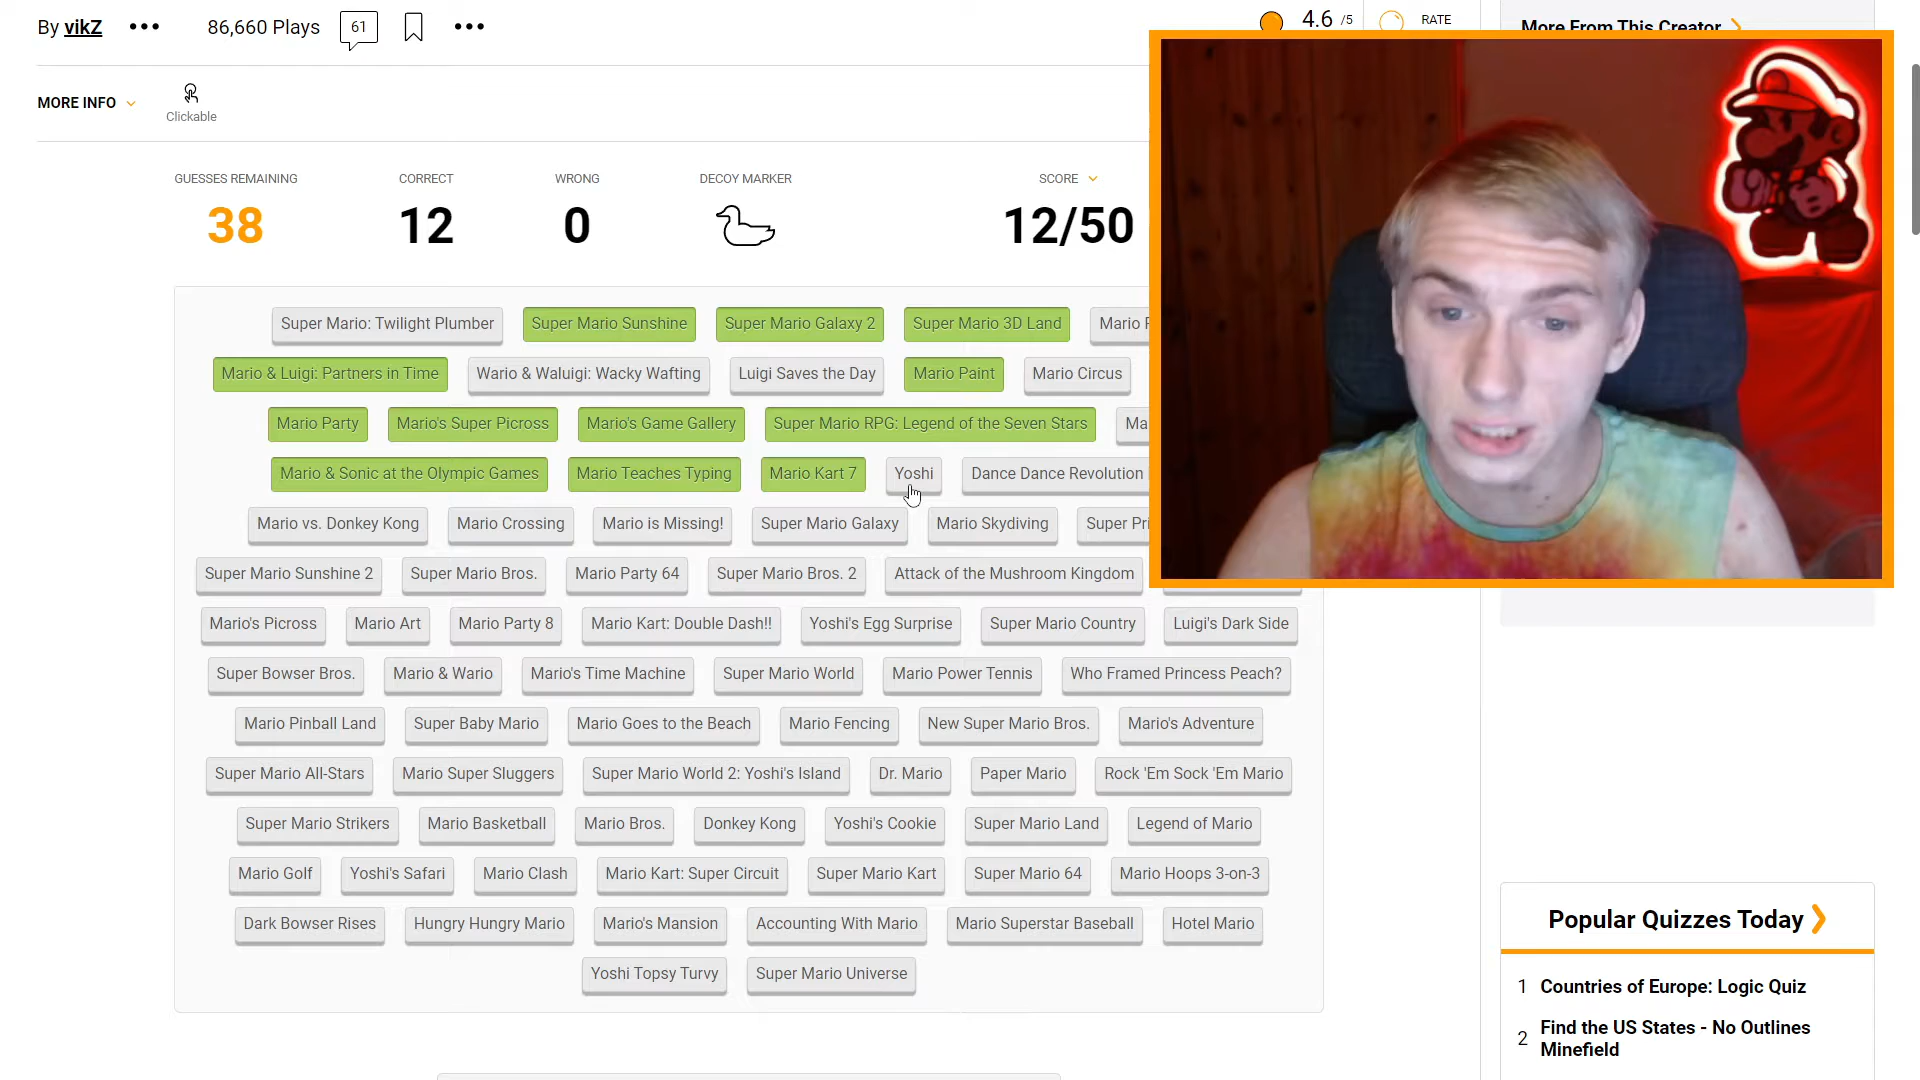 By vikZ ••• 86,660 Plays 61 ••• 4.6 /5 RATE
More From This Creator
MORE INFO Clickable
GUESSES REMAINING CORRECT WRONG DECOY MARKER SCORE
38 12 0 12/50
Super Mario: Twilight Plumber Super Mario Sunshine Super Mario Galaxy 2 Super Mario 3D Land Mario
Mario & Luigi: Partners in Time Wario & Waluigi: Wacky Wafting Luigi Saves the Day Mario Paint Mario Circus
Mario Party Mario's Super Picross Mario's Game Gallery Super Mario RPG: Legend of the Seven Stars Ma
Mario & Sonic at the Olympic Games Mario Teaches Typing Mario Kart 7 Yoshi Dance Dance Revolution
Mario vs. Donkey Kong Mario Crossing Mario is Missing! Super Mario Galaxy Mario Skydiving Super Pri
Super Mario Sunshine 2 Super Mario Bros. Mario Party 64 Super Mario Bros. 2 Attack of the Mushroom Kingdom
Mario's Picross Mario Art Mario Party 8 Mario Kart: Double Dash!! Yoshi's Egg Surprise Super Mario Country Luigi's Dark Side
Super Bowser Bros. Mario & Wario Mario's Time Machine Super Mario World Mario Power Tennis Who Framed Princess Peach?
Mario Pinball Land Super Baby Mario Mario Goes to the Beach Mario Fencing New Super Mario Bros. Mario's Adventure
Super Mario All-Stars Mario Super Sluggers Super Mario World 2: Yoshi's Island Dr. Mario Paper Mario Rock 'Em Sock 'Em Mario
Super Mario Strikers Mario Basketball Mario Bros. Donkey Kong Yoshi's Cookie Super Mario Land Legend of Mario
Mario Golf Yoshi's Safari Mario Clash Mario Kart: Super Circuit Super Mario Kart Super Mario 64 Mario Hoops 3-on-3
Dark Bowser Rises Hungry Hungry Mario Mario's Mansion Accounting With Mario Mario Superstar Baseball Hotel Mario
Yoshi Topsy Turvy Super Mario Universe
Popular Quizzes Today
1 Countries of Europe: Logic Quiz
2 Find the US States - No Outlines
Minefield